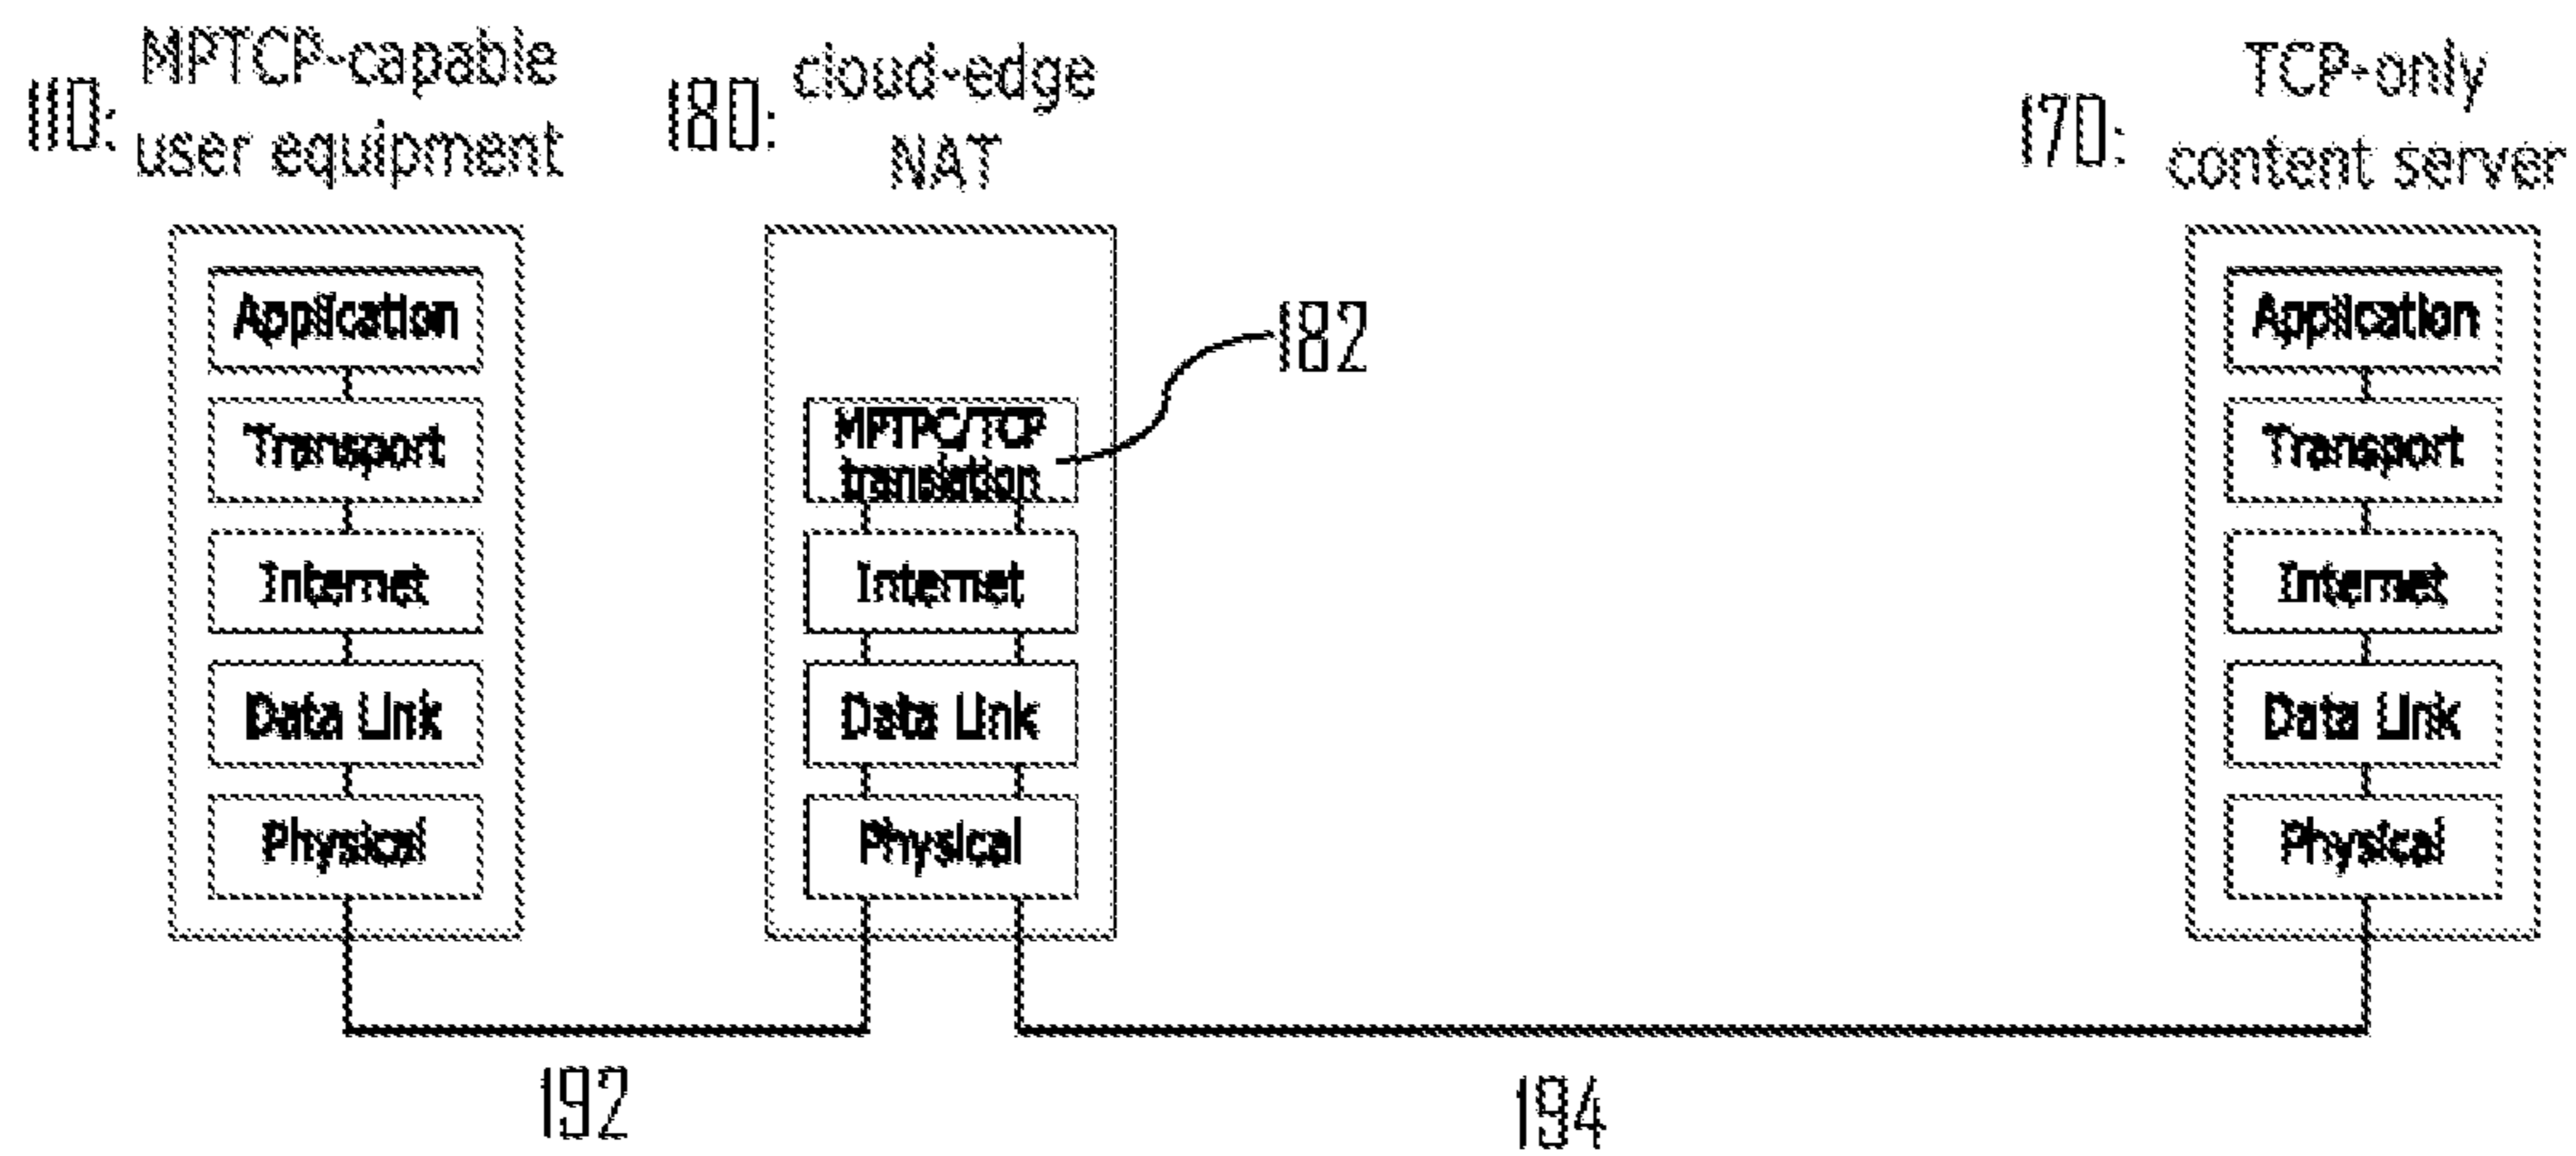 110: MPTCP-capable
user equipment
180: cloud-edge
NAT
170: TCP-only
content server
Application
Transport
Internet
Data Link
Physical
MPTPC/TCP
translation
Internet
Data Link
Physical
182
Application
Transport
Internet
Data Link
Physical
192
194